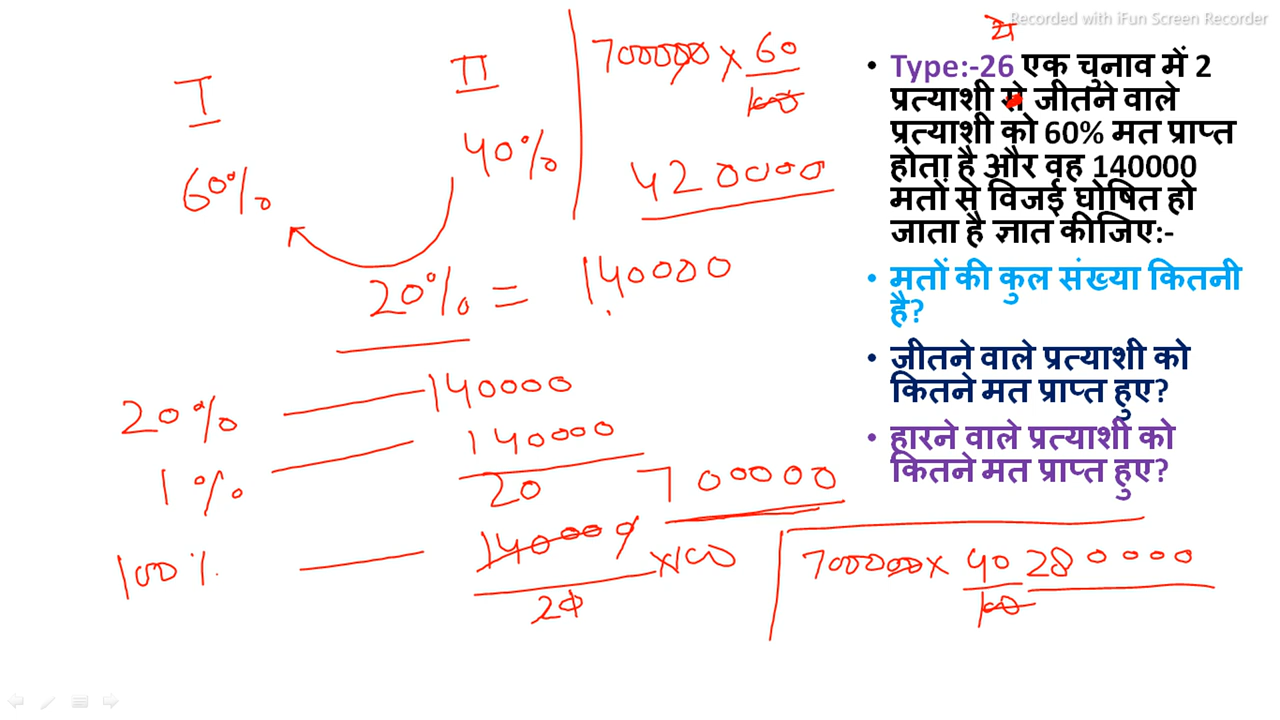 Recorded with iFun Screen Recorder
थे
• Type:-26 एक चुनाव में 2
प्रत्याशी से जीतने वाले
प्रत्याशी को 60% मत प्राप्त
होता है और वह 140000
मतों से विजई घोषित हो
जाता है ज्ञात कीजिए:-
• मतों की कुल संख्या कितनी
है?
• जीतने वाले प्रत्याशी को
कितने मत प्राप्त हुए?
• हारने वाले प्रत्याशी को
कितने मत प्राप्त हुए?
I II
60% 40%
20% = 140000
700000 x 60
100
420000
20% — 140000
1% — 140000
20
100% — 140000 x100
20
700000
700000 x 40 280000
100